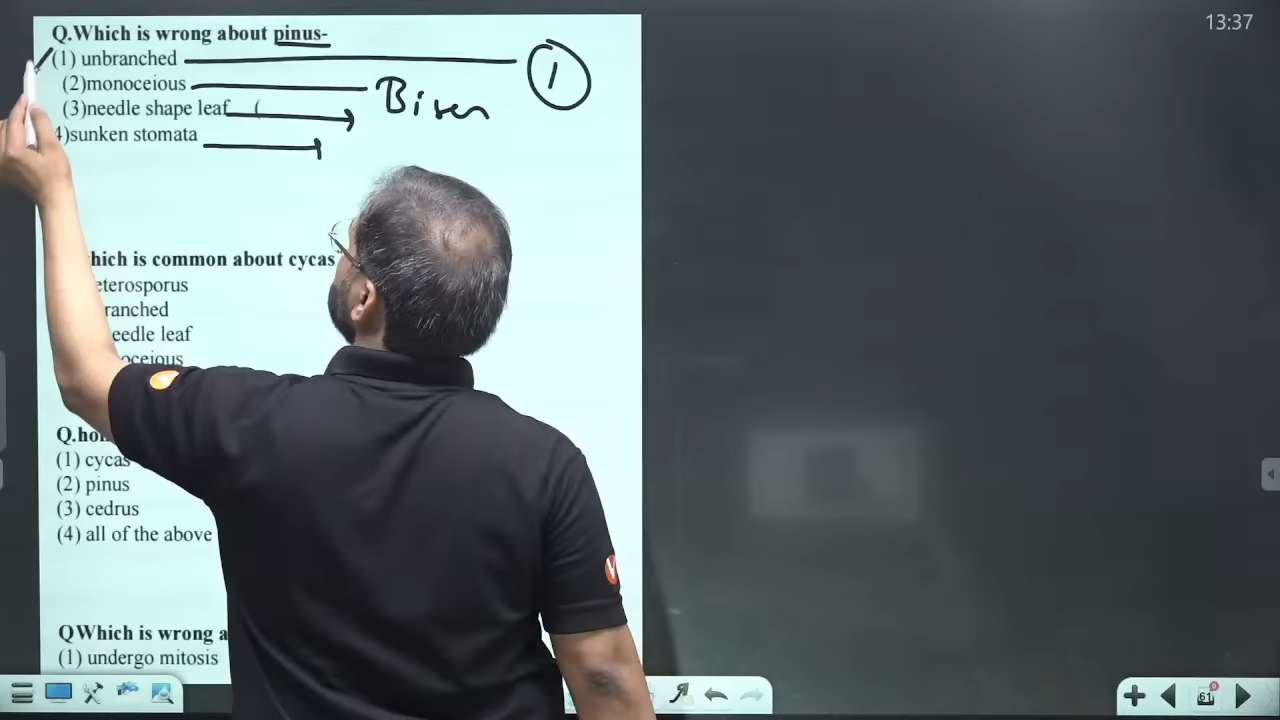 13:37
Q.Which is wrong about pinus-
(1) unbranched
1
(2)monoceious
(3)needle shape leaf
4)sunken stomata
hich is common about cycas
eterosporus
ranched
eedle leaf
oceious
(1) cycas
(2) pinus
(3) cedrus
(4) all of the above
QWhich is wrong a
(1) undergo mitosis
61